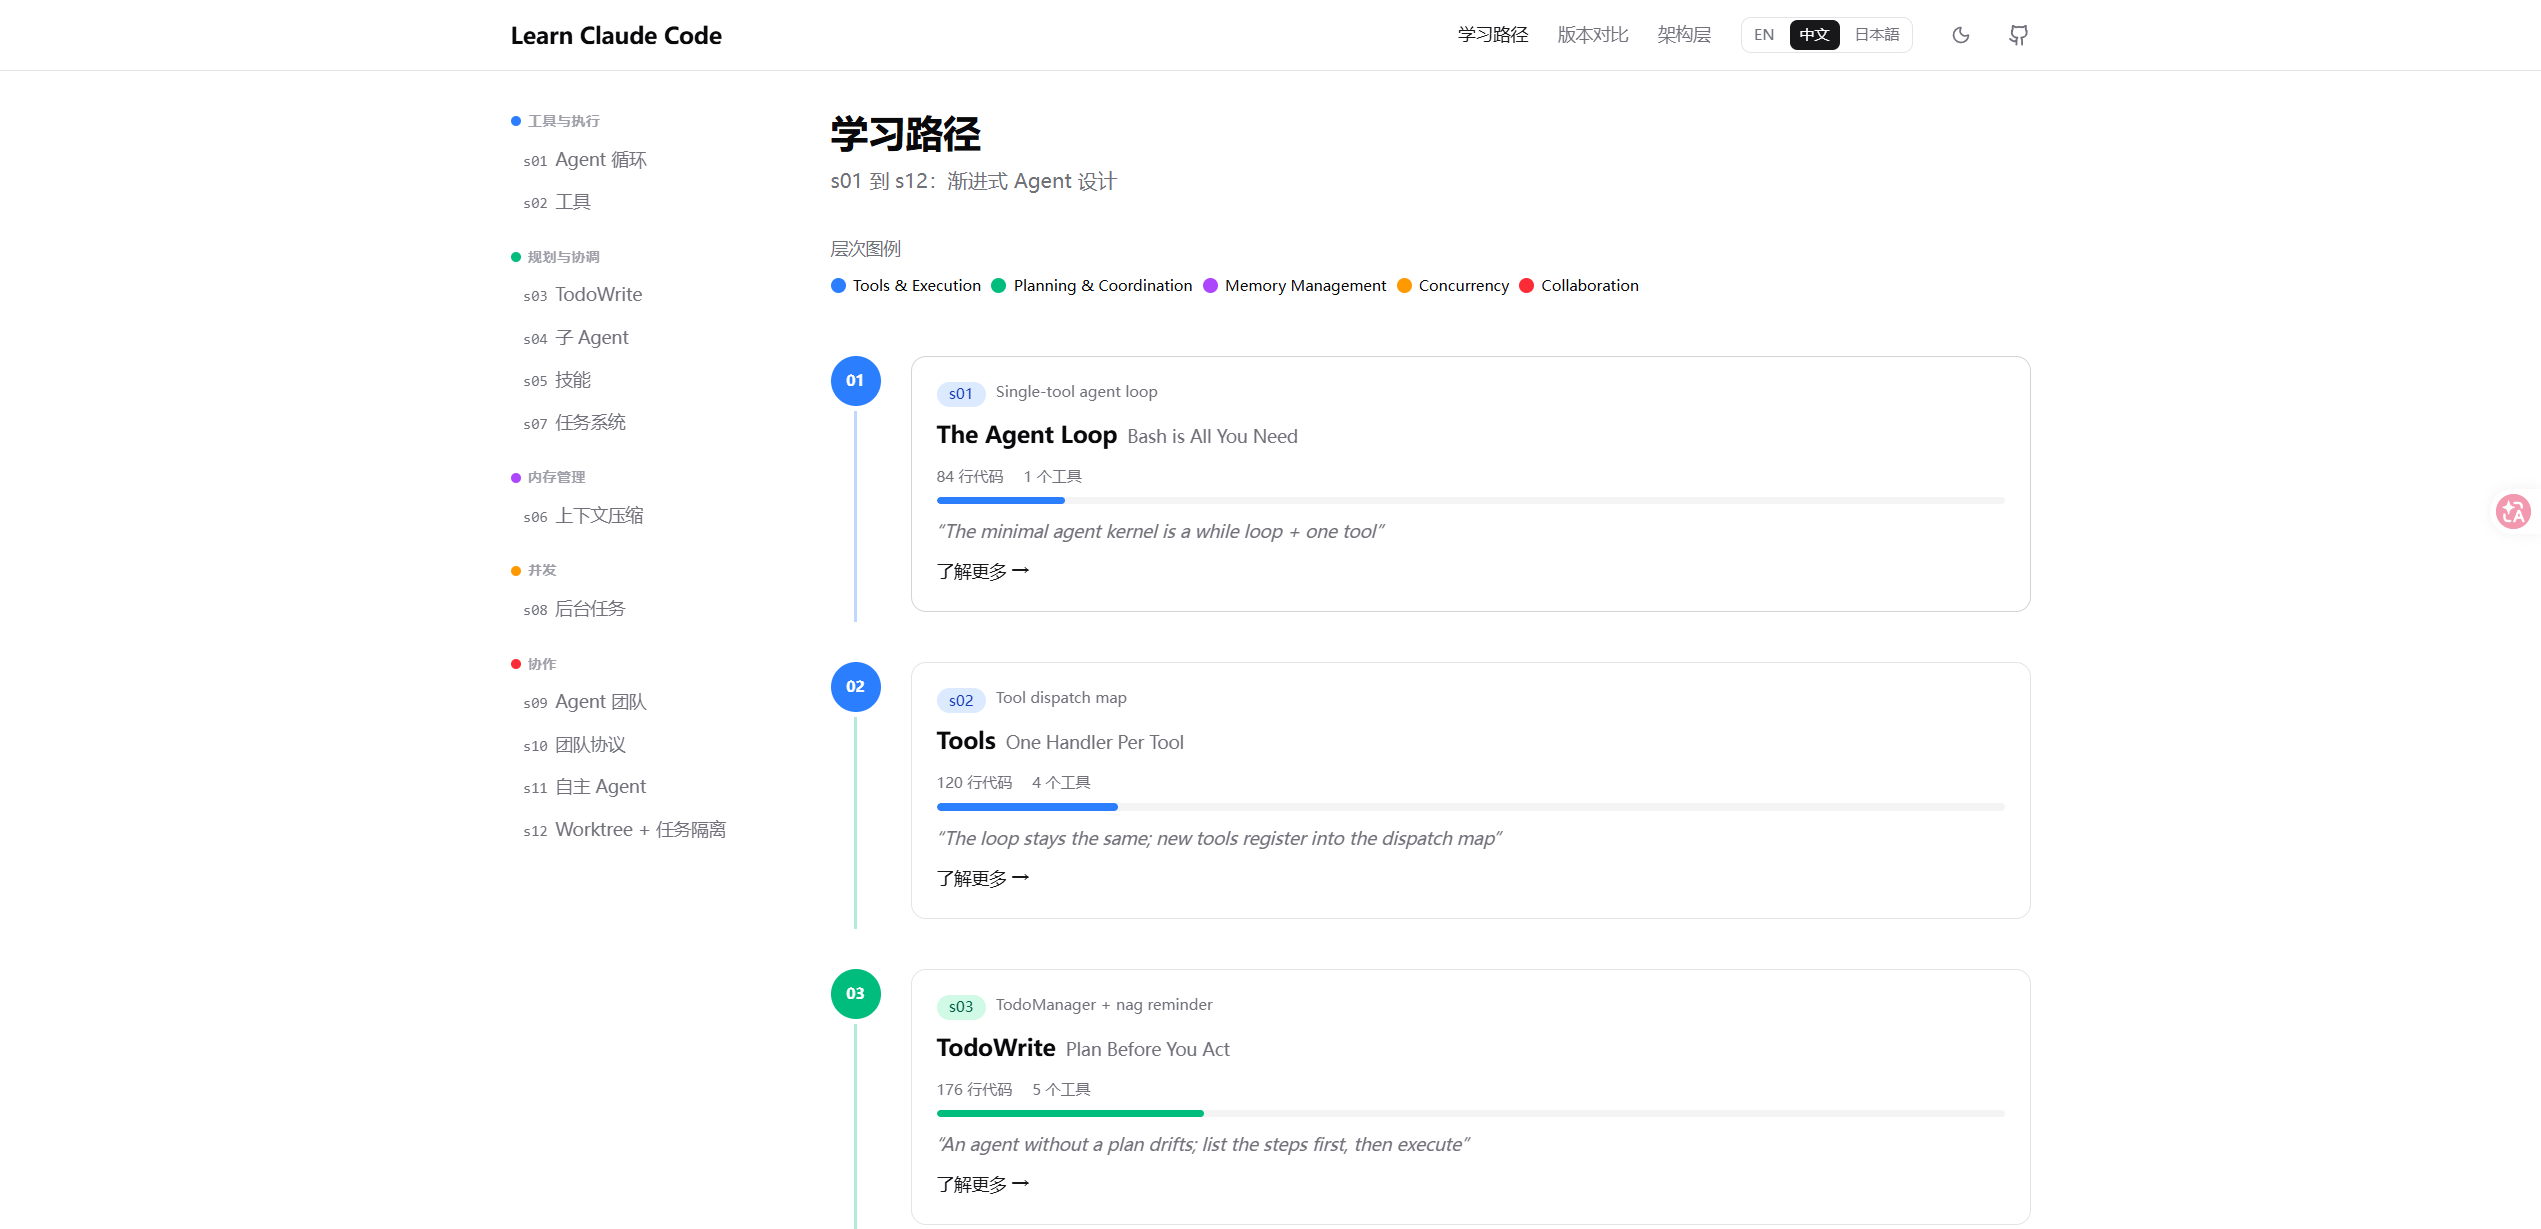 Learn Claude Code
学习路径 版本对比 架构层 EN 中文 日本語
工具与执行
s01 Agent 循环
s02 工具
规划与协调
s03 TodoWrite
s04 子 Agent
s05 技能
s07 任务系统
内存管理
s06 上下文压缩
并发
s08 后台任务
协作
s09 Agent 团队
s10 团队协议
s11 自主 Agent
s12 Worktree + 任务隔离
学习路径
s01 到 s12：渐进式 Agent 设计
层次图例
Tools & Execution Planning & Coordination Memory Management Concurrency Collaboration
01
s01 Single-tool agent loop
The Agent Loop Bash is All You Need
84 行代码 1 个工具
“The minimal agent kernel is a while loop + one tool”
了解更多 →
02
s02 Tool dispatch map
Tools One Handler Per Tool
120 行代码 4 个工具
“The loop stays the same; new tools register into the dispatch map”
了解更多 →
03
s03 TodoManager + nag reminder
TodoWrite Plan Before You Act
176 行代码 5 个工具
“An agent without a plan drifts; list the steps first, then execute”
了解更多 →